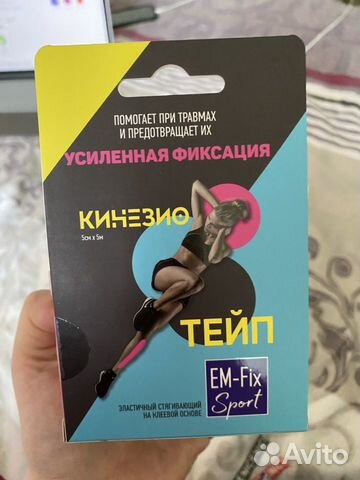 ПОМОГАЕТ ПРИ ТРАВМАХ
И ПРЕДОТВРАЩАЕТ ИХ
УСИЛЕННАЯ ФИКСАЦИЯ
КИНЕЗИО
5см х 5м
ТЕЙП
EM-Fix
Sport
ЭЛАСТИЧНЫЙ СТЯГИВАЮЩИЙ
НА КЛЕЕВОЙ ОСНОВЕ
Avito